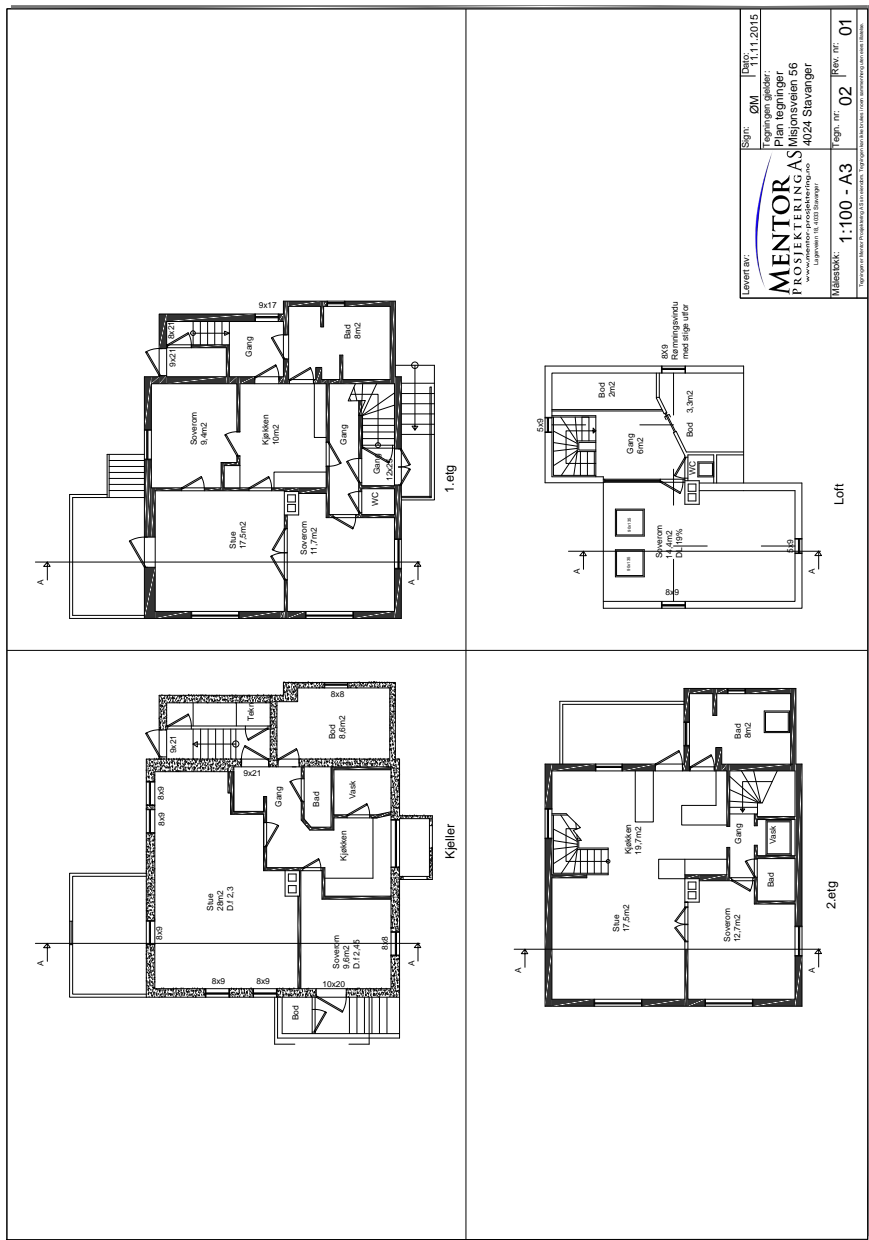 Kjeller
A
A
8x9
8x9
8x9
8x9
8x9
9x21
9x21
8x8
8x8
10x20
Tekn
Stue
28m2
D.f 2,3
Bod
8,6m2
Gang
Bad
Vask
Kjøkken
Soverom
9,6m2
D.f 2,45
Bod
1.etg
A
A
9x21
8x21
9x17
Stue
17,5m2
Soverom
9,4m2
Kjøkken
10m2
Gang
Bad
8m2
Soverom
11,7m2
WC
Gang
Gang
2.etg
A
A
Stue
17,5m2
Kjøkken
19,7m2
Bad
8m2
Soverom
12,7m2
Gang
Bad
Vask
Loft
A
A
5x9
8x9
5x9
Soverom
14,4m2
DL 19%
Gang
6m2
Bod
2m2
Bod
3,3m2
WC
8X9
Rømningsvindu
med stige utfor
Levert av:
MENTOR
PROSJEKTERING AS
www.mentor-prosjektering.no
Lagerveien 18, 4033 Stavanger
Sign:
ØM
Dato:
11.11.2015
Tegningen gjelder:
Plan tegninger
Misjonsveien 56
4024 Stavanger
Målestokk:
1:100 - A3
Tegn. nr:
02
Rev. nr:
01